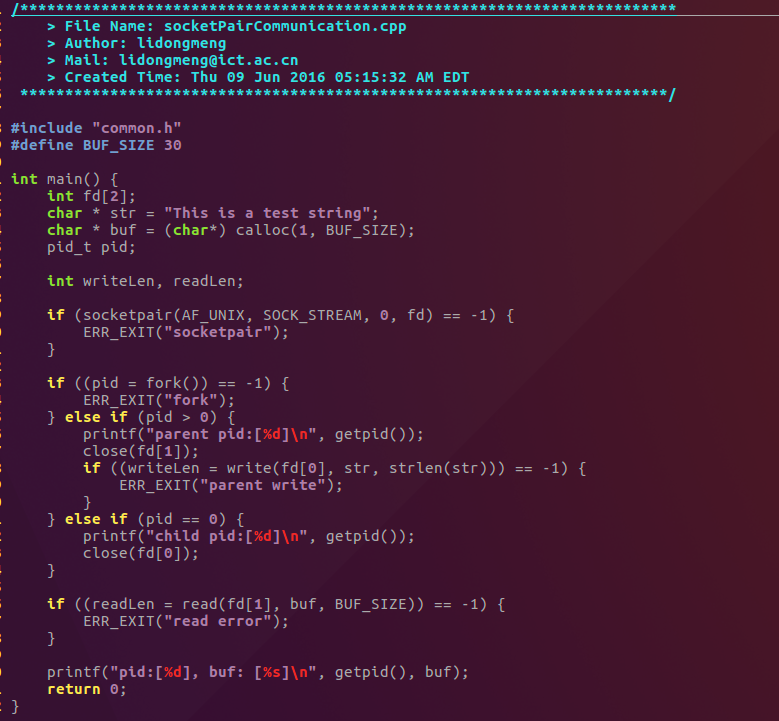 /*************************************************************************
    > File Name: socketPairCommunication.cpp
    > Author: lidongmeng
    > Mail: lidongmeng@ict.ac.cn
    > Created Time: Thu 09 Jun 2016 05:15:32 AM EDT
 ************************************************************************/

#include "common.h"
#define BUF_SIZE 30

int main() {
    int fd[2];
    char * str = "This is a test string";
    char * buf = (char*) calloc(1, BUF_SIZE);
    pid_t pid;

    int writeLen, readLen;

    if (socketpair(AF_UNIX, SOCK_STREAM, 0, fd) == -1) {
        ERR_EXIT("socketpair");
    }

    if ((pid = fork()) == -1) {
        ERR_EXIT("fork");
    } else if (pid > 0) {
        printf("parent pid:[%d]\n", getpid());
        close(fd[1]);
        if ((writeLen = write(fd[0], str, strlen(str))) == -1) {
            ERR_EXIT("parent write");
        }
    } else if (pid == 0) {
        printf("child pid:[%d]\n", getpid());
        close(fd[0]);
    }

    if ((readLen = read(fd[1], buf, BUF_SIZE)) == -1) {
        ERR_EXIT("read error");
    }

    printf("pid:[%d], buf: [%s]\n", getpid(), buf);
    return 0;
}